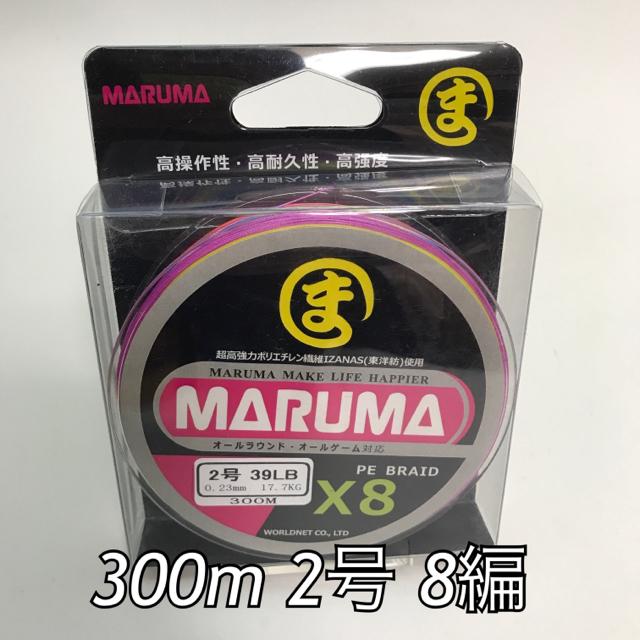 MARUMA
ま
高操作性・高耐久性・高強度
ま
超高強力ポリエチレン繊維IZANAS(東洋紡)使用
MARUMA MAKE LIFE HAPPIER
MARUMA
オールラウンド・オールゲーム対応
2号 39LB
0.23mm 17.7KG
300M
PE BRAID
X8
WORLDNET CO., LTD
300m 2号 8編